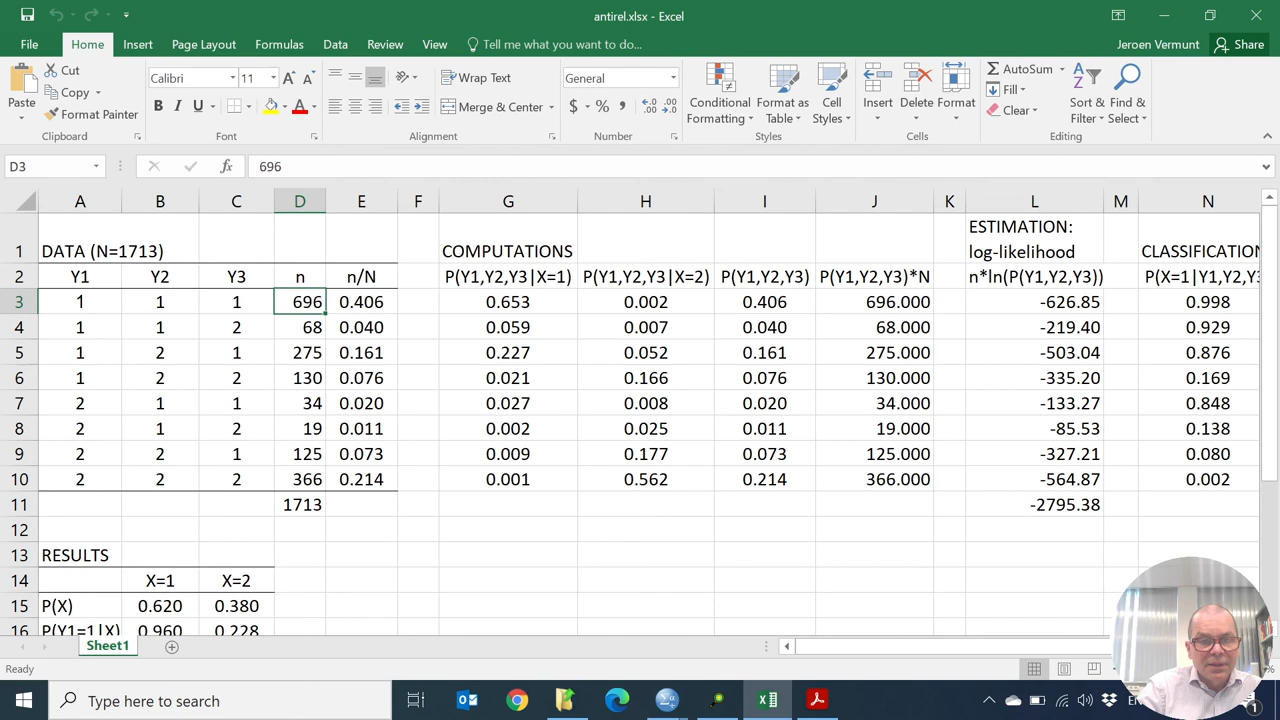 antirel.xlsx - Excel
File Home Insert Page Layout Formulas Data Review View Tell me what you want to do... Jeroen Vermunt Share
Paste Cut Copy Format Painter Clipboard
Calibri 11 B I U A Font
Wrap Text Merge & Center Alignment
General $ % , Number
Conditional Formatting Format as Table Cell Styles Styles
Insert Delete Format Cells
AutoSum Fill Clear Sort & Filter Find & Select Editing
D3 fx 696
A B C D E F G H I J K L M N
1 DATA (N=1713) COMPUTATIONS ESTIMATION: log-likelihood CLASSIFICATION
2 Y1 Y2 Y3 n n/N P(Y1,Y2,Y3|X=1) P(Y1,Y2,Y3|X=2) P(Y1,Y2,Y3) P(Y1,Y2,Y3)*N n*ln(P(Y1,Y2,Y3)) P(X=1|Y1,Y2,Y3
3 1 1 1 696 0.406 0.653 0.002 0.406 696.000 -626.85 0.998
4 1 1 2 68 0.040 0.059 0.007 0.040 68.000 -219.40 0.929
5 1 2 1 275 0.161 0.227 0.052 0.161 275.000 -503.04 0.876
6 1 2 2 130 0.076 0.021 0.166 0.076 130.000 -335.20 0.169
7 2 1 1 34 0.020 0.027 0.008 0.020 34.000 -133.27 0.848
8 2 1 2 19 0.011 0.002 0.025 0.011 19.000 -85.53 0.138
9 2 2 1 125 0.073 0.009 0.177 0.073 125.000 -327.21 0.080
10 2 2 2 366 0.214 0.001 0.562 0.214 366.000 -564.87 0.002
11 1713 -2795.38
12
13 RESULTS
14 X=1 X=2
15 P(X) 0.620 0.380
16 P(Y1=1|X) 0.960 0.228
Sheet1
Ready
Type here to search